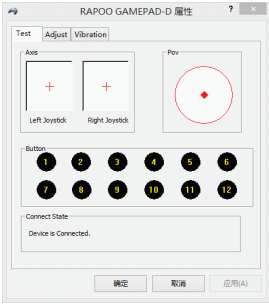 RAPOO GAMEPAD-D 属性
Test Adjust Vibration
Axis
Pov
Left Joystick Right Joystick
Button
1 2 3 4 5 6
7 8 9 10 11 12
Connect State
Device is Connected.
确定 取消 应用(A)